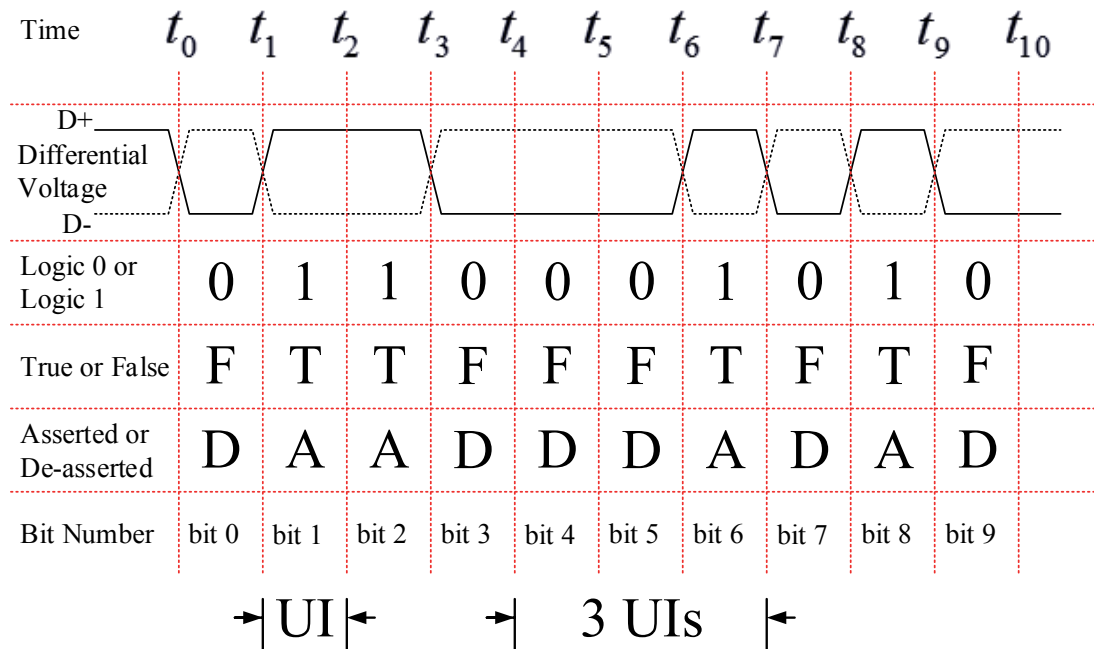 Time t0 t1 t2 t3 t4 t5 t6 t7 t8 t9 t10
D+
Differential
Voltage
D-
Logic 0 or
Logic 1
0 1 1 0 0 0 1 0 1 0
True or False F T T F F F T F T F
Asserted or
De-asserted
D A A D D D A D A D
Bit Number bit 0 bit 1 bit 2 bit 3 bit 4 bit 5 bit 6 bit 7 bit 8 bit 9
UI 3 UIs